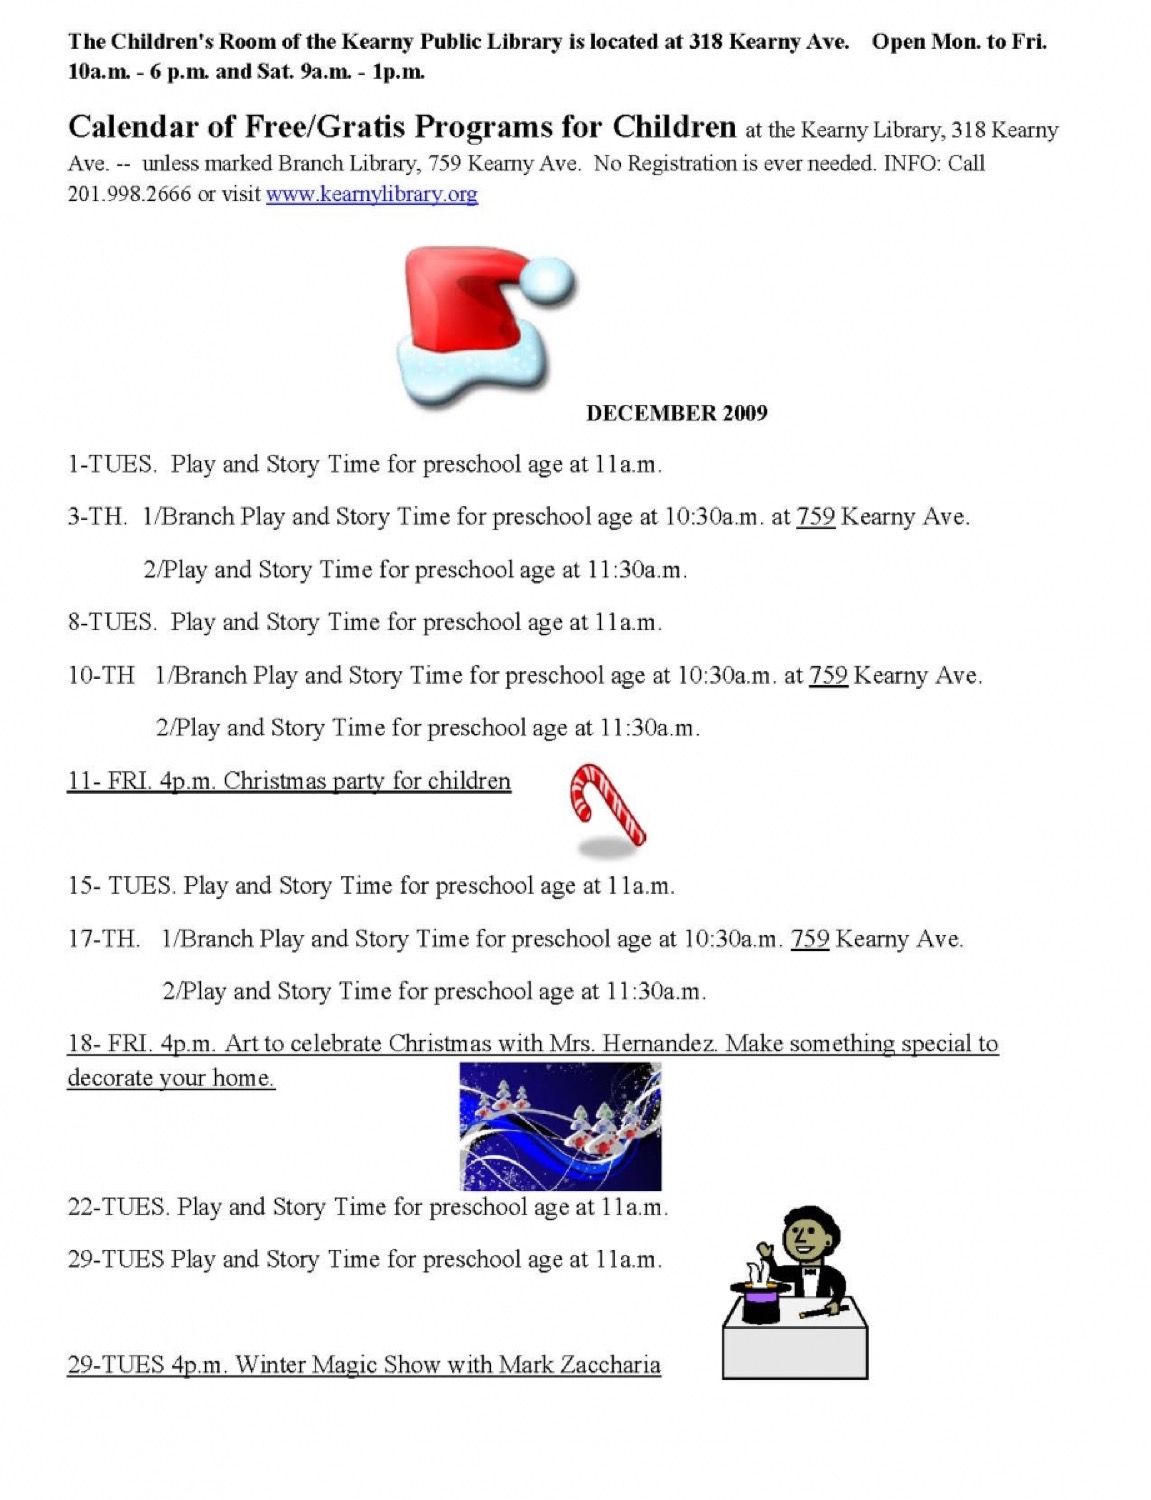 The Children's Room of the Kearny Public Library is located at 318 Kearny Ave.    Open Mon. to Fri.
10a.m. - 6 p.m. and Sat. 9a.m. - 1p.m.
Calendar of Free/Gratis Programs for Children at the Kearny Library, 318 Kearny
Ave. --  unless marked Branch Library, 759 Kearny Ave.  No Registration is ever needed. INFO: Call
201.998.2666 or visit www.kearnylibrary.org
DECEMBER 2009
1-TUES.  Play and Story Time for preschool age at 11a.m.
3-TH.  1/Branch Play and Story Time for preschool age at 10:30a.m. at 759 Kearny Ave.
2/Play and Story Time for preschool age at 11:30a.m.
8-TUES.  Play and Story Time for preschool age at 11a.m.
10-TH   1/Branch Play and Story Time for preschool age at 10:30a.m. at 759 Kearny Ave.
2/Play and Story Time for preschool age at 11:30a.m.
11- FRI. 4p.m. Christmas party for children
15- TUES. Play and Story Time for preschool age at 11a.m.
17-TH.   1/Branch Play and Story Time for preschool age at 10:30a.m. 759 Kearny Ave.
2/Play and Story Time for preschool age at 11:30a.m.
18- FRI. 4p.m. Art to celebrate Christmas with Mrs. Hernandez. Make something special to
decorate your home.
22-TUES. Play and Story Time for preschool age at 11a.m.
29-TUES Play and Story Time for preschool age at 11a.m.
29-TUES 4p.m. Winter Magic Show with Mark Zaccharia